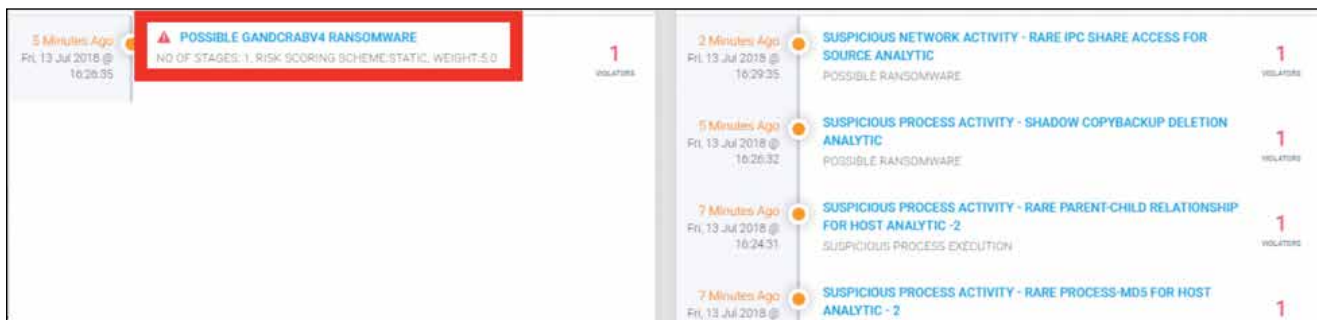 5 Minutes Ago
Fri, 13 Jul 2018 @
16:26:35
POSSIBLE GANDCRABV4 RANSOMWARE
NO OF STAGES: 1, RISK SCORING SCHEME:STATIC, WEIGHT:5.0
1
VIOLATORS
2 Minutes Ago
Fri, 13 Jul 2018 @
16:29:35
SUSPICIOUS NETWORK ACTIVITY - RARE IPC SHARE ACCESS FOR
SOURCE ANALYTIC
POSSIBLE RANSOMWARE
1
VIOLATORS
5 Minutes Ago
Fri, 13 Jul 2018 @
16:26:32
SUSPICIOUS PROCESS ACTIVITY - SHADOW COPYBACKUP DELETION
ANALYTIC
POSSIBLE RANSOMWARE
1
VIOLATORS
7 Minutes Ago
Fri, 13 Jul 2018 @
16:24:31
SUSPICIOUS PROCESS ACTIVITY - RARE PARENT-CHILD RELATIONSHIP
FOR HOST ANALYTIC -2
SUSPICIOUS PROCESS EXECUTION
1
VIOLATORS
7 Minutes Ago
Fri, 13 Jul 2018 @
SUSPICIOUS PROCESS ACTIVITY - RARE PROCESS-MD5 FOR HOST
ANALYTIC - 2
1